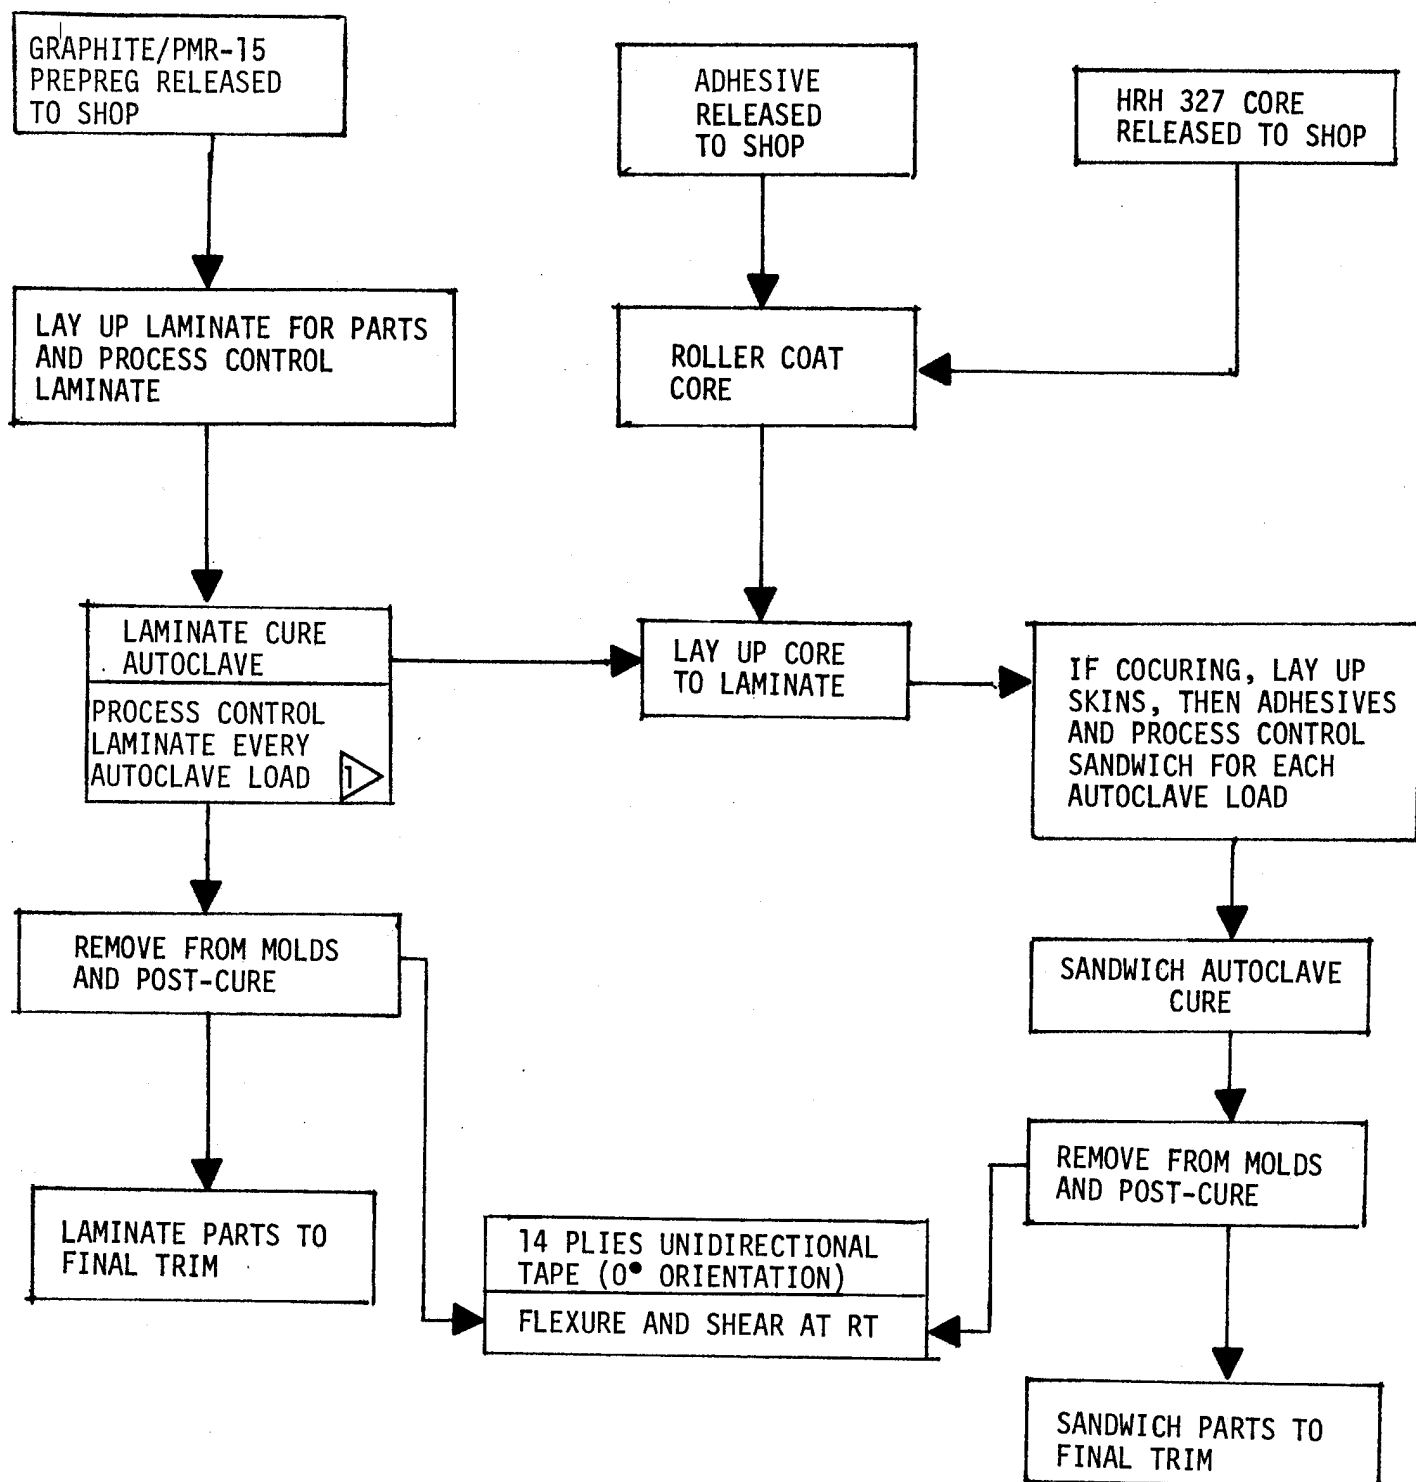 GRAPHITE/PMR-15
PREPREG RELEASED
TO SHOP
ADHESIVE
RELEASED
TO SHOP
HRH 327 CORE
RELEASED TO SHOP
LAY UP LAMINATE FOR PARTS
AND PROCESS CONTROL
LAMINATE
ROLLER COAT
CORE
LAMINATE CURE
AUTOCLAVE
PROCESS CONTROL
LAMINATE EVERY
AUTOCLAVE LOAD 1
LAY UP CORE
TO LAMINATE
IF COCURING, LAY UP
SKINS, THEN ADHESIVES
AND PROCESS CONTROL
SANDWICH FOR EACH
AUTOCLAVE LOAD
REMOVE FROM MOLDS
AND POST-CURE
SANDWICH AUTOCLAVE
CURE
REMOVE FROM MOLDS
AND POST-CURE
LAMINATE PARTS TO
FINAL TRIM
14 PLIES UNIDIRECTIONAL
TAPE (0° ORIENTATION)
FLEXURE AND SHEAR AT RT
SANDWICH PARTS TO
FINAL TRIM